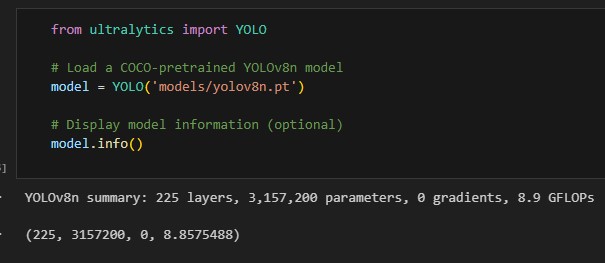 from ultralytics import YOLO
# Load a COCO-pretrained YOLOv8n model
model = YOLO('models/yolov8n.pt')
# Display model information (optional)
model.info()
]
YOLOv8n summary: 225 layers, 3,157,200 parameters, 0 gradients, 8.9 GFLOPs
(225, 3157200, 0, 8.8575488)